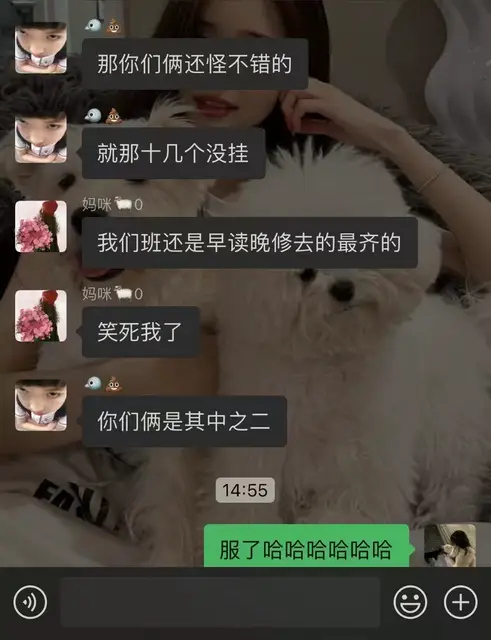 那你们俩还怪不错的
就那十几个没挂
妈咪🐑0
我们班还是早读晚修去的最齐的
妈咪🐑0
笑死我了
你们俩是其中之二
14:55
服了哈哈哈哈哈哈